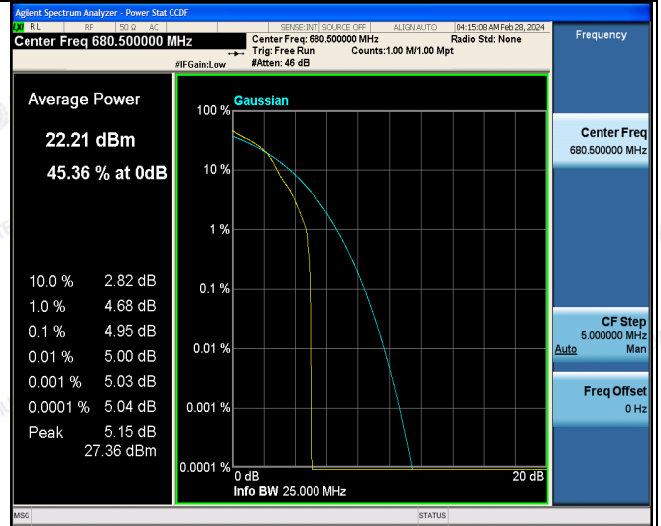 Agilent Spectrum Analyzer - Power Stat CCDF
LXI RL RF 50 Ω AC SENSE:INT SOURCE OFF ALIGNAUTO 04:15:08 AM Feb 28, 2024
Center Freq 680.500000 MHz
Center Freq: 680.500000 MHz Radio Std: None
Trig: Free Run Counts:1.00 M/1.00 Mpt
#IFGain:Low #Atten: 46 dB
Frequency
Average Power
22.21 dBm
45.36 % at 0dB
10.0 % 2.82 dB
1.0 % 4.68 dB
0.1 % 4.95 dB
0.01 % 5.00 dB
0.001 % 5.03 dB
0.0001 % 5.04 dB
Peak 5.15 dB
27.36 dBm
Gaussian
100 %
10 %
1 %
0.1 %
0.01 %
0.001 %
0.0001 %
0 dB 20 dB
Info BW 25.000 MHz
Center Freq
680.500000 MHz
CF Step
5.000000 MHz
Auto Man
Freq Offset
0 Hz
MSG STATUS